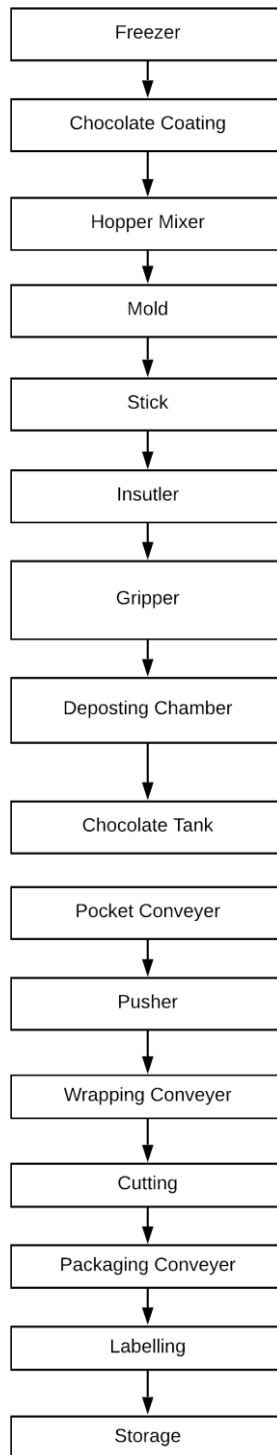 Freezer
Chocolate Coating
Hopper Mixer
Mold
Stick
Insutler
Gripper
Deposting Chamber
Chocolate Tank
Pocket Conveyer
Pusher
Wrapping Conveyer
Cutting
Packaging Conveyer
Labelling
Storage